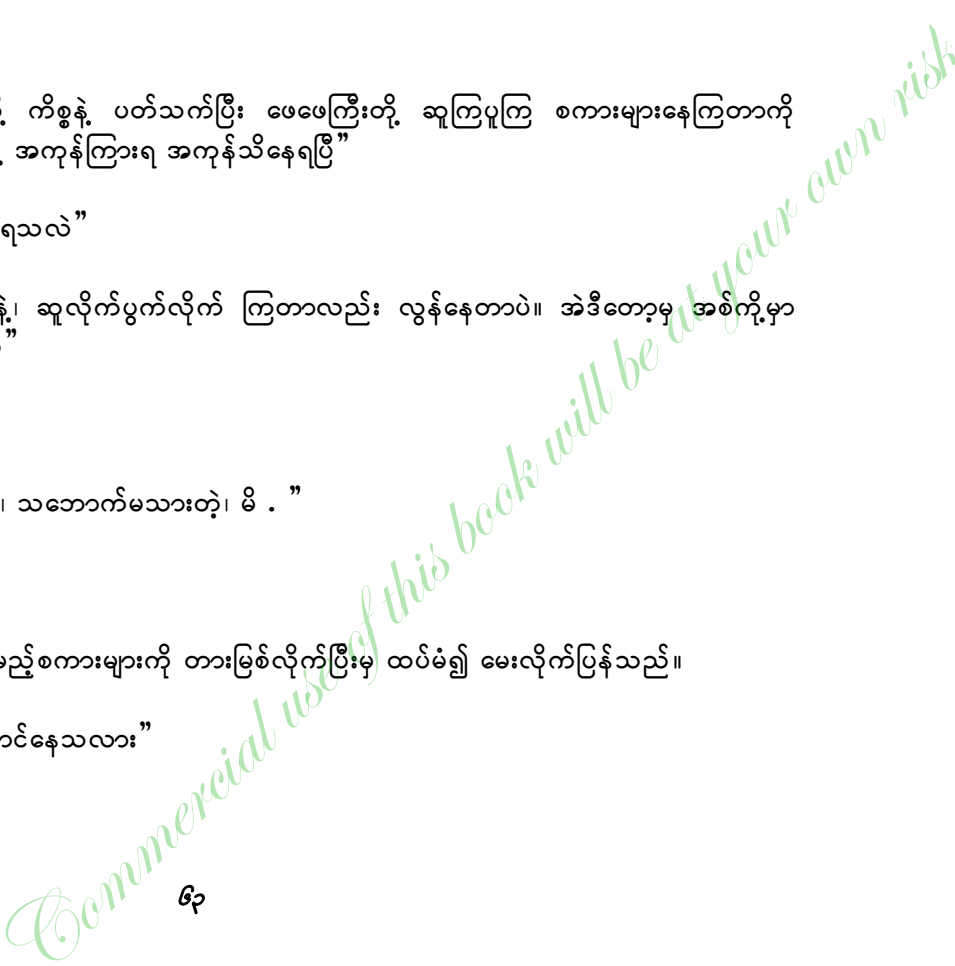 ကိစ္စနဲ့ ပတ်သက်ပြီး ဖေဖေကြီးတို့ ဆူကြပူကြ စကားများနေကြတာကို
အကုန်ကြားရ အကုန်သိနေရပြီ”
ရသလဲ”
ဆူလိုက်ပွက်လိုက် ကြတာလည်း လွန်နေတာပဲ။ အဲဒီတော့မှ အစ်ကို့မှာ
”
၊ သဘောက်မသားတဲ့၊ မိ . ”
မည့်စကားများကို တားမြစ်လိုက်ပြီးမှ ထပ်မံ၍ မေးလိုက်ပြန်သည်။
နေသလား”
၆၃
Commercial use of this book will be at your own risk